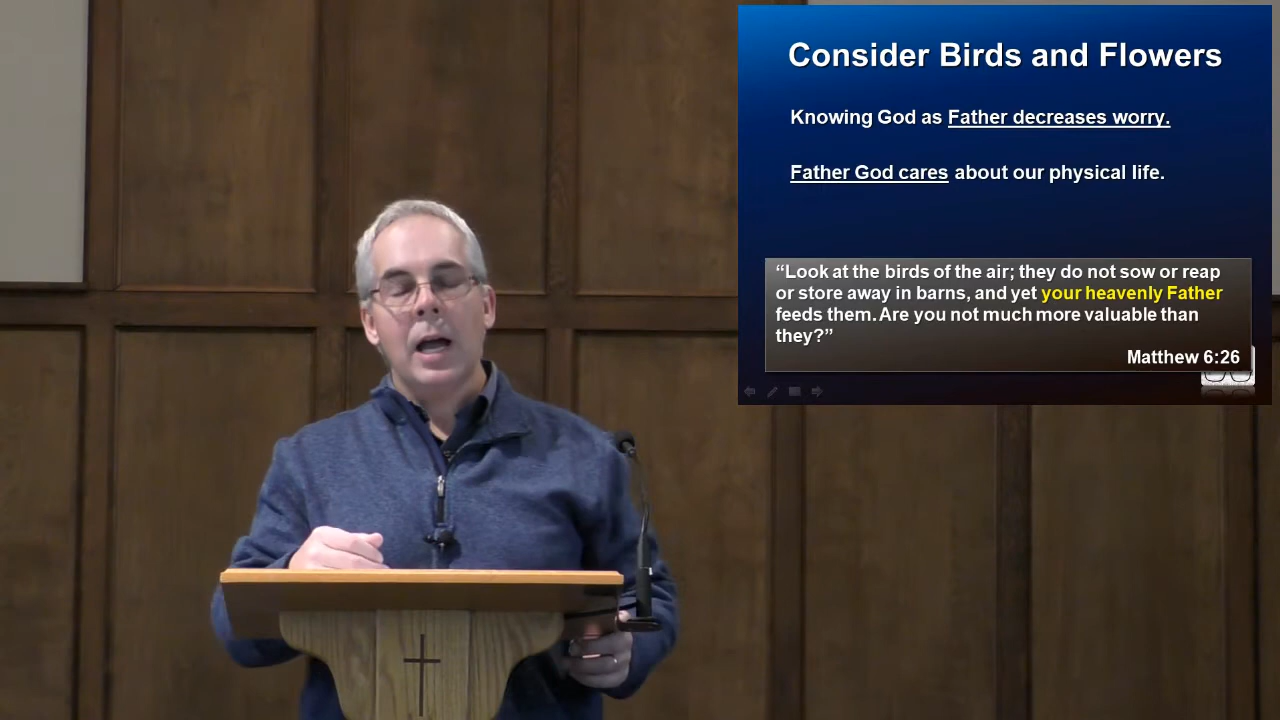 Consider Birds and Flowers
Knowing God as Father decreases worry.
Father God cares about our physical life.
“Look at the birds of the air; they do not sow or reap
or store away in barns, and yet your heavenly Father
feeds them. Are you not much more valuable than
they?”
Matthew 6:26